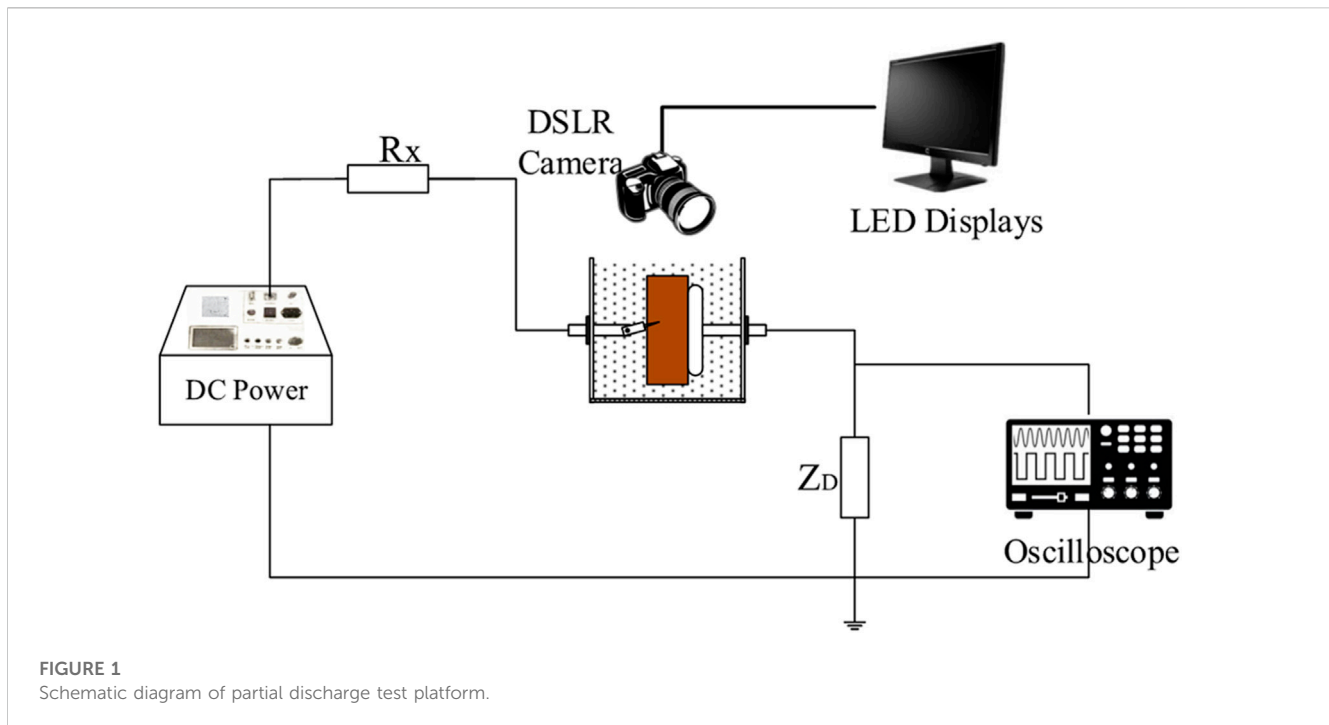 DSLR
Camera
Rx
LED Displays
DC Power
ZD
Oscilloscope
FIGURE 1
Schematic diagram of partial discharge test platform.